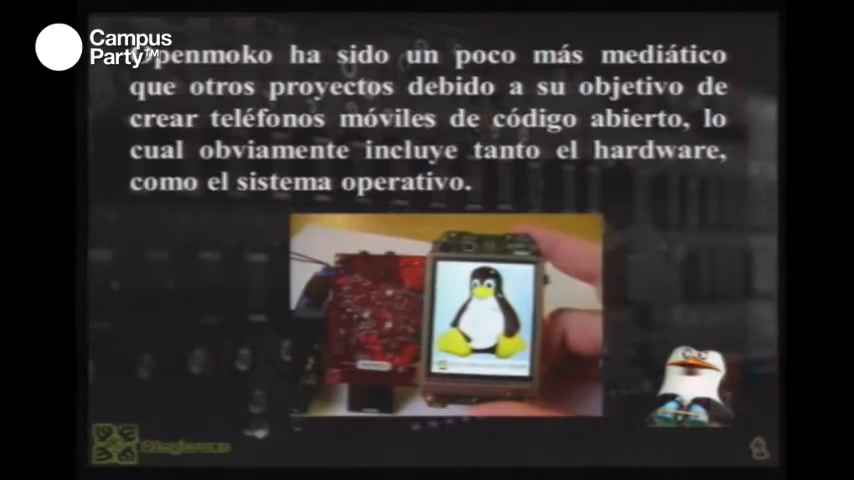 Campus
Party™
Openmoko ha sido un poco más mediático
que otros proyectos debido a su objetivo de
crear teléfonos móviles de código abierto, lo
cual obviamente incluye tanto el hardware,
como el sistema operativo.